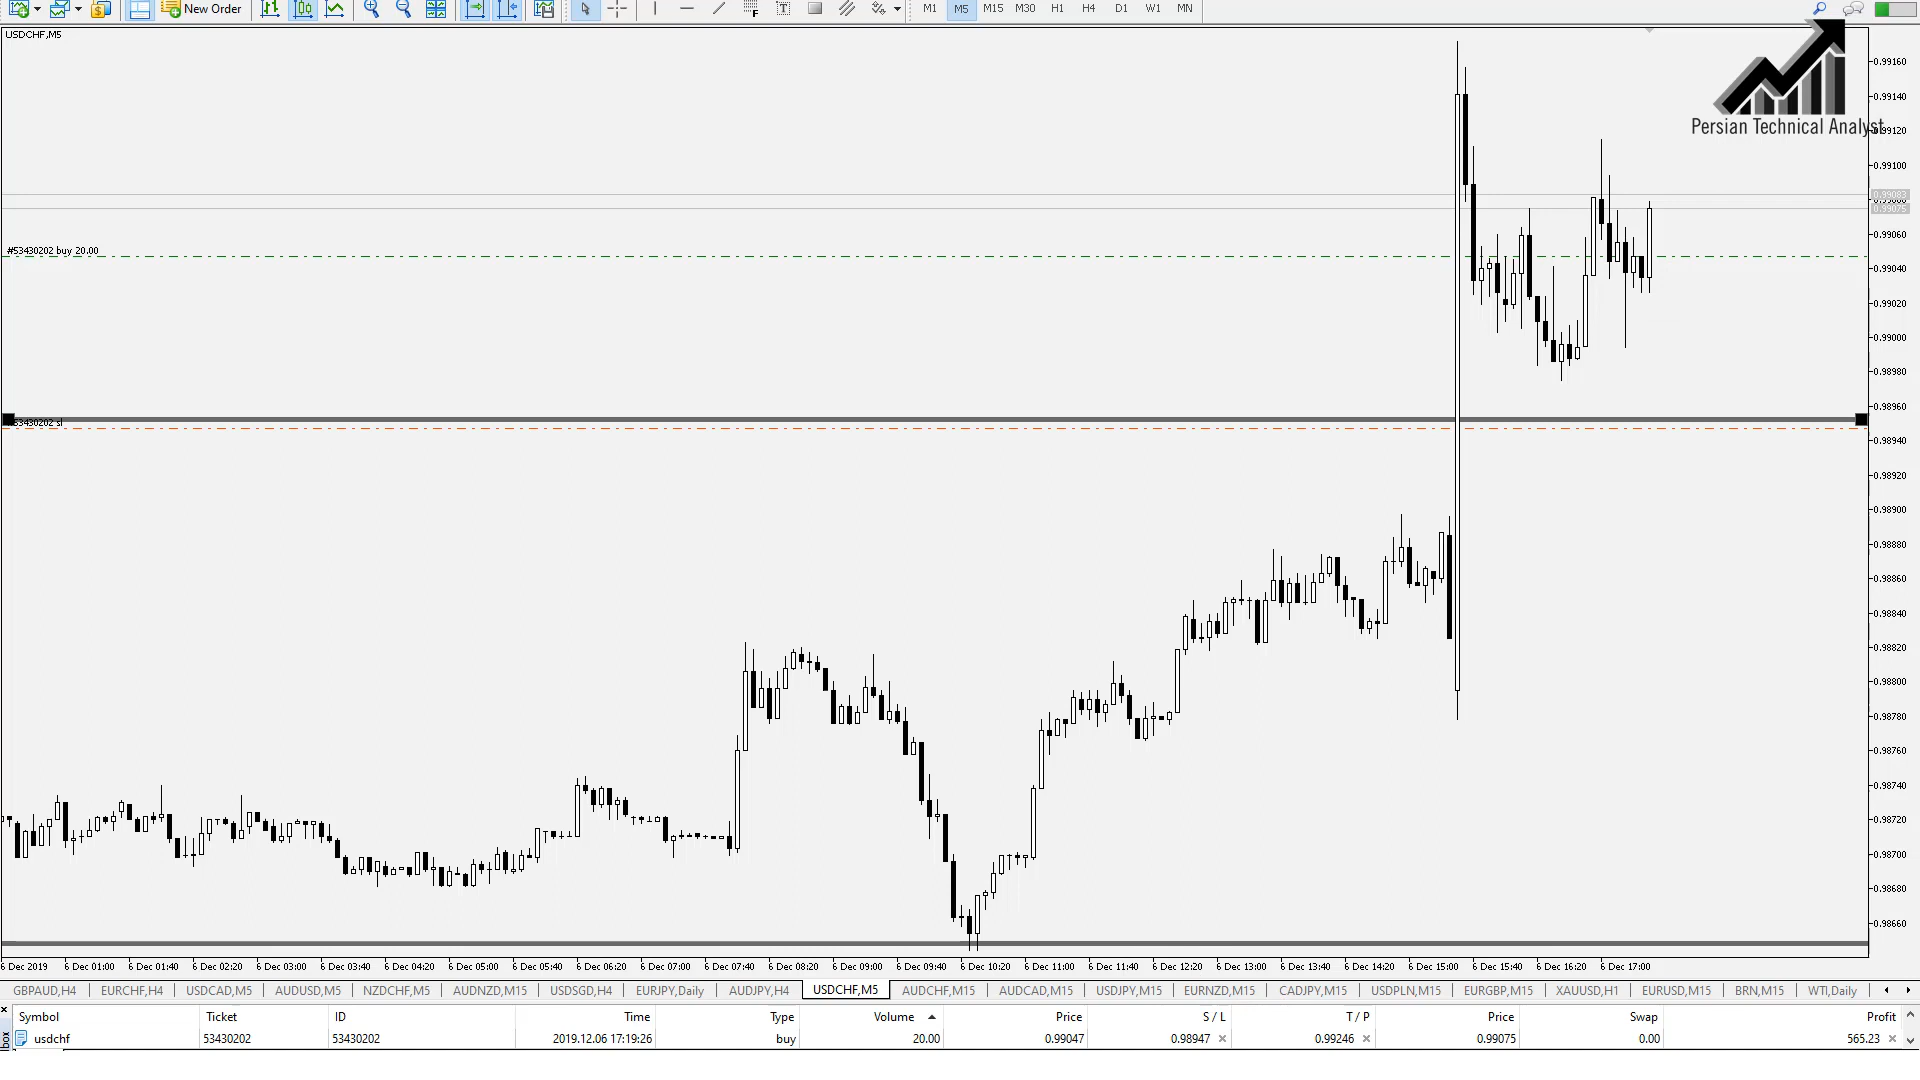 New Order
M1 M5 M15 M30 H1 H4 D1 W1 MN
USDCHF,M5
0.99160
0.99140
Persian Technical Analyst
0.99120
0.99100
0.99083
0.99075
0.99060
#53430202 buy 20.00
0.99040
0.99020
0.99000
0.98980
0.98960
#53430202 sl
0.98940
0.98920
0.98900
0.98880
0.98860
0.98840
0.98820
0.98800
0.98780
0.98760
0.98740
0.98720
0.98700
0.98680
0.98660
6 Dec 2019 6 Dec 01:00 6 Dec 01:40 6 Dec 02:20 6 Dec 03:00 6 Dec 03:40 6 Dec 04:20 6 Dec 05:00 6 Dec 05:40 6 Dec 06:20 6 Dec 07:00 6 Dec 07:40 6 Dec 08:20 6 Dec 09:00 6 Dec 09:40 6 Dec 10:20 6 Dec 11:00 6 Dec 11:40 6 Dec 12:20 6 Dec 13:00 6 Dec 13:40 6 Dec 14:20 6 Dec 15:00 6 Dec 15:40 6 Dec 16:20 6 Dec 17:00
GBPAUD,H4 EURCHF,H4 USDCAD,M5 AUDUSD,M5 NZDCHF,M5 AUDNZD,M15 USDSGD,H4 EURJPY,Daily AUDJPY,H4 USDCHF,M5 AUDCHF,M15 AUDCAD,M15 USDJPY,M15 EURNZD,M15 CADJPY,M15 USDPLN,M15 EURGBP,M15 XAUUSD,H1 EURUSD,M15 BRN,M15 WTI,Daily
Symbol Ticket ID Time Type Volume Price S / L T / P Price Swap Profit
usdchf 53430202 53430202 2019.12.06 17:19:26 buy 20.00 0.99047 0.98947 0.99246 0.99075 0.00 565.23